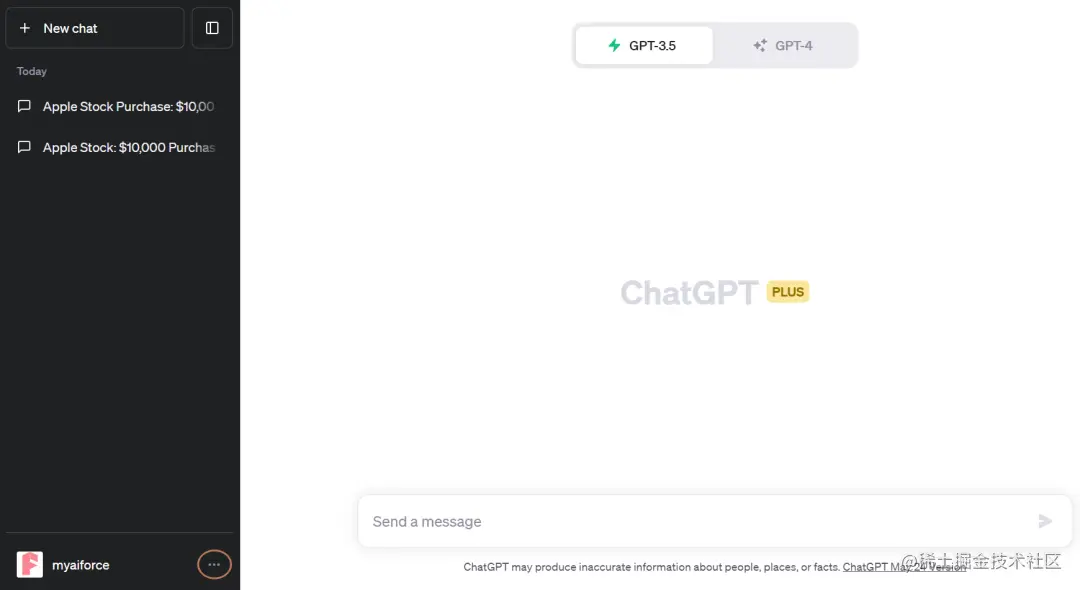 New chat
Today
Apple Stock Purchase: $10,00
Apple Stock: $10,000 Purchas
myaiforce
GPT-3.5
GPT-4
ChatGPT PLUS
Send a message
ChatGPT may produce inaccurate information about people, places, or facts. ChatGPT May 24 Version
@稀土掘金技术社区